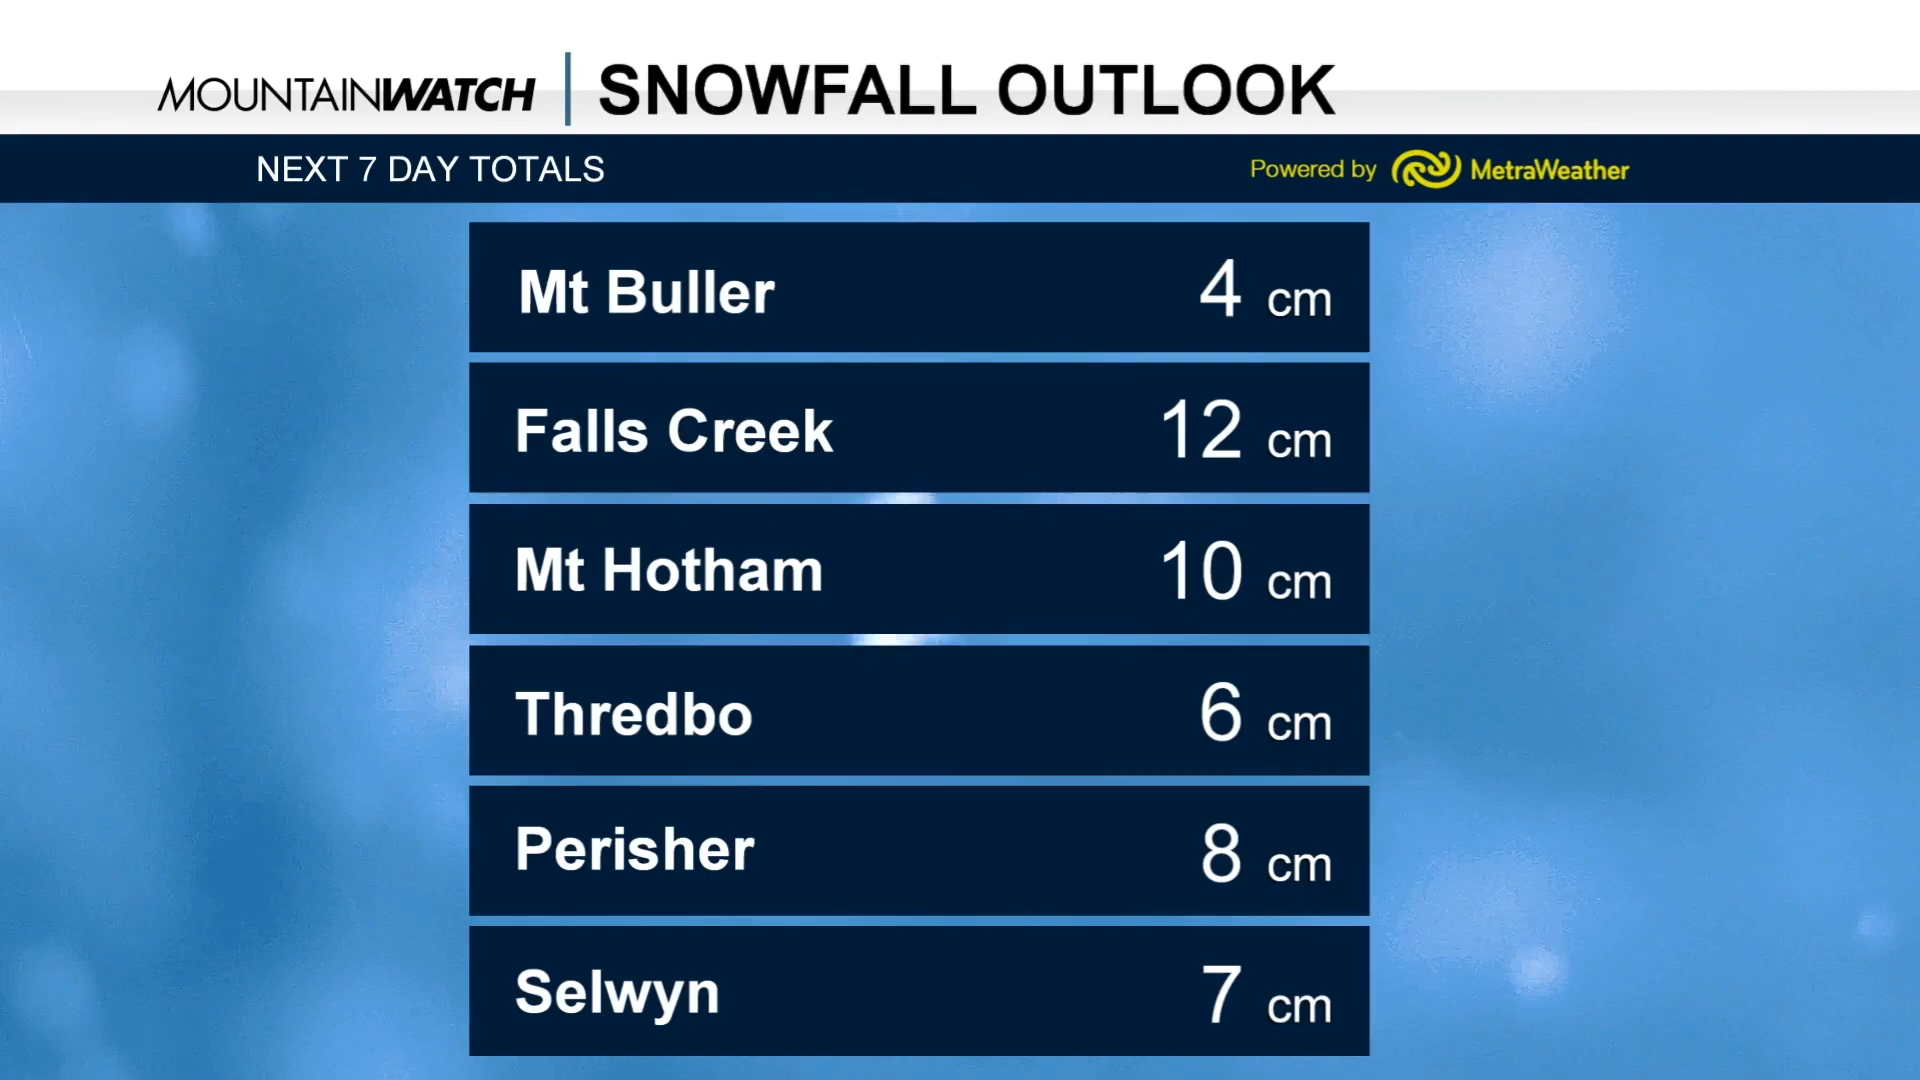 MOUNTAINWATCH SNOWFALL OUTLOOK
NEXT 7 DAY TOTALS Powered by MetraWeather
Mt Buller 4 cm
Falls Creek 12 cm
Mt Hotham 10 cm
Thredbo 6 cm
Perisher 8 cm
Selwyn 7 cm